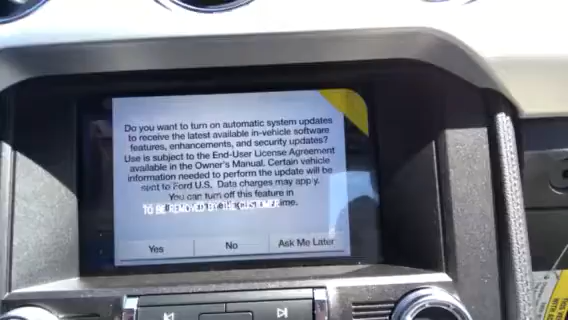 Do you want to turn on automatic system updates
to receive the latest available in-vehicle software
features, enhancements, and security updates?
Use is subject to the End-User License Agreement
available in the Owner's Manual. Certain vehicle
information needed to perform the update will be
sent to Ford U.S. Data charges may apply.
You can turn off this feature in
TO BE REMOVED BY THE CUSTOMER
Yes
No
Ask Me Later